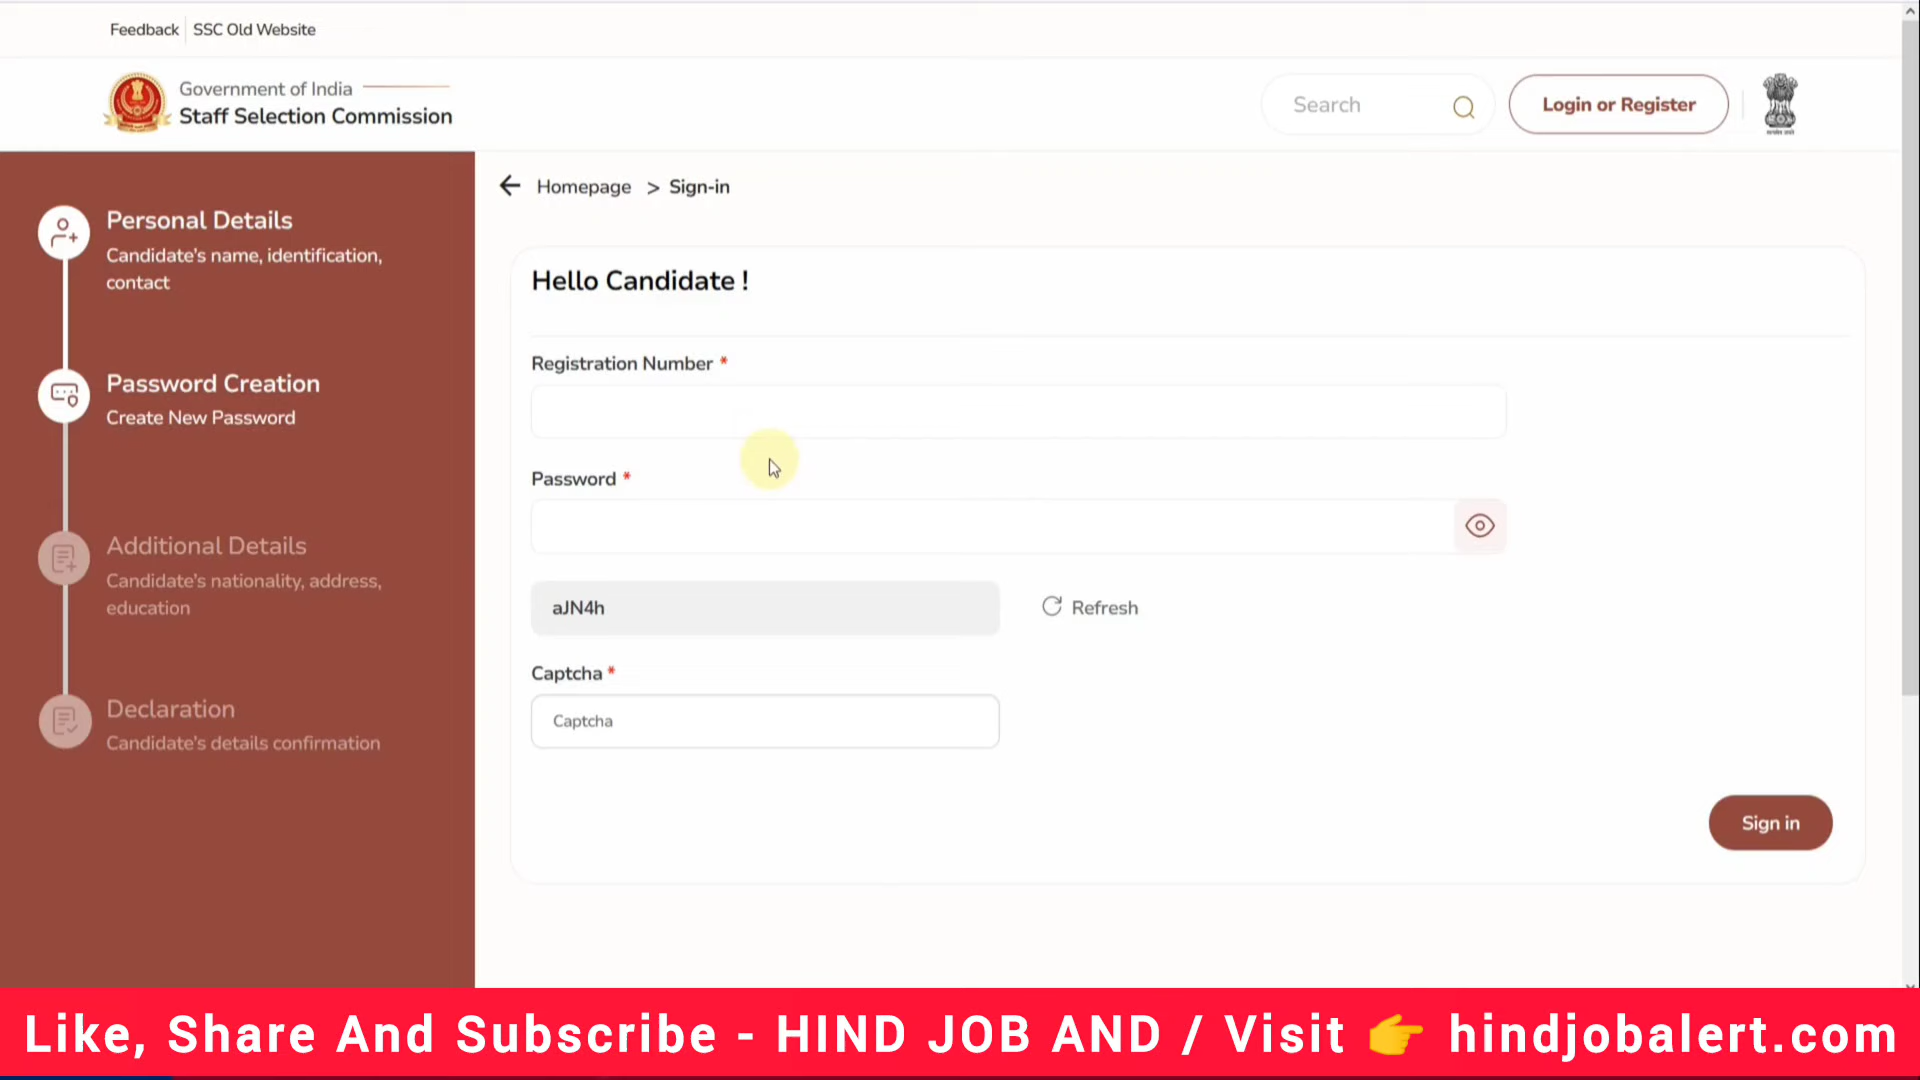 Feedback SSC Old Website
Government of India
Staff Selection Commission
Search
Login or Register
Personal Details
Candidate's name, identification,
contact
Password Creation
Create New Password
Additional Details
Candidate's nationality, address,
education
Declaration
Candidate's details confirmation
Homepage > Sign-in
Hello Candidate !
Registration Number *
Password *
aJN4h
Refresh
Captcha *
Captcha
Sign in
Like, Share And Subscribe - HIND JOB AND / Visit 👉 hindjobalert.com